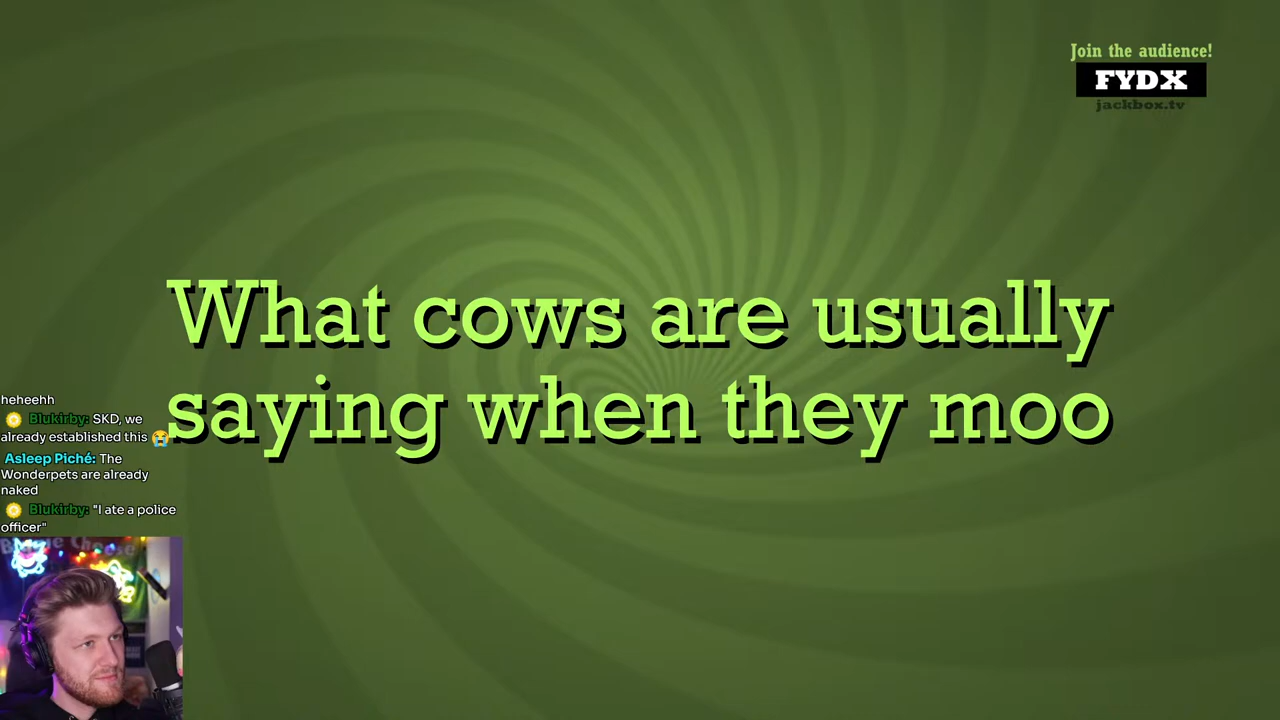 Join the audience!
FYDX
jackbox.tv
What cows are usually
saying when they moo
heheehh
Blukirby: SKD, we
already established this 😭
Asleep Piché: The
Wonderpets are already
naked
Blukirby: "I ate a police
officer"